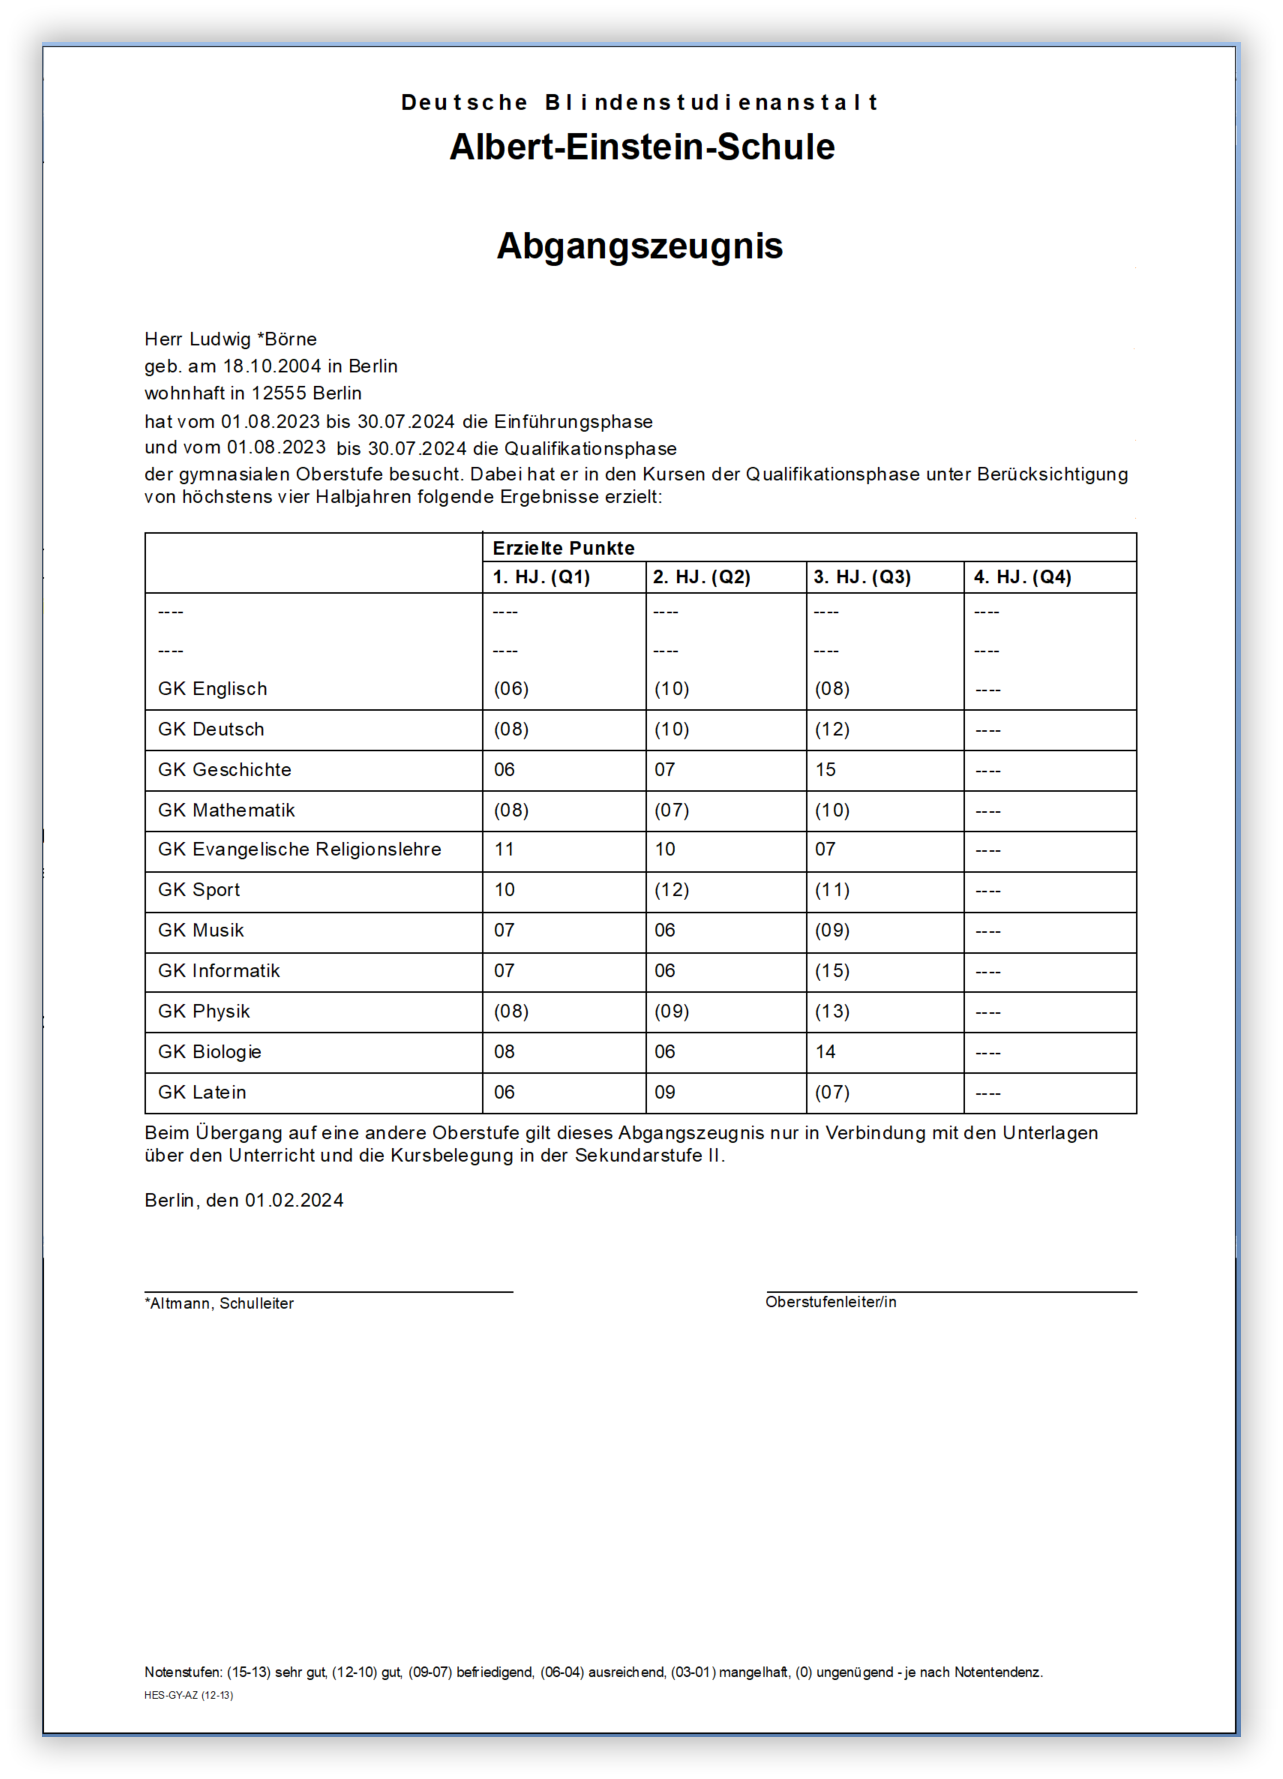 Deutsche Blindenstudienanstalt
Albert-Einstein-Schule
Abgangszeugnis
Herr Ludwig *Börne
geb. am 18.10.2004 in Berlin
wohnhaft in 12555 Berlin
hat vom 01.08.2023 bis 30.07.2024 die Einführungsphase
und vom 01.08.2023 bis 30.07.2024 die Qualifikationsphase
der gymnasialen Oberstufe besucht. Dabei hat er in den Kursen der Qualifikationsphase unter Berücksichtigung
von höchstens vier Halbjahren folgende Ergebnisse erzielt:
Erzielte Punkte
1. HJ. (Q1) 2. HJ. (Q2) 3. HJ. (Q3) 4. HJ. (Q4)
---- ---- ---- ---- ----
---- ---- ---- ---- ----
GK Englisch (06) (10) (08) ----
GK Deutsch (08) (10) (12) ----
GK Geschichte 06 07 15 ----
GK Mathematik (08) (07) (10) ----
GK Evangelische Religionslehre 11 10 07 ----
GK Sport 10 (12) (11) ----
GK Musik 07 06 (09) ----
GK Informatik 07 06 (15) ----
GK Physik (08) (09) (13) ----
GK Biologie 08 06 14 ----
GK Latein 06 09 (07) ----
Beim Übergang auf eine andere Oberstufe gilt dieses Abgangszeugnis nur in Verbindung mit den Unterlagen
über den Unterricht und die Kursbelegung in der Sekundarstufe II.
Berlin, den 01.02.2024
*Altmann, Schulleiter Oberstufenleiter/in
Notenstufen: (15-13) sehr gut, (12-10) gut, (09-07) befriedigend, (06-04) ausreichend, (03-01) mangelhaft, (0) ungenügend - je nach Notentendenz.
HES-GY-AZ (12-13)